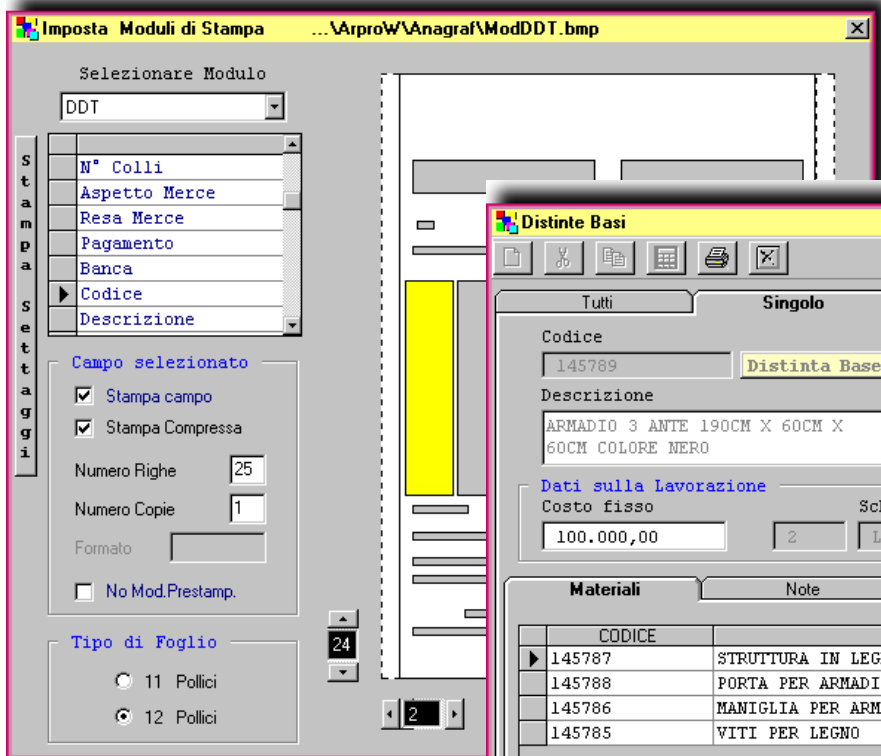 Imposta Moduli di Stampa ...\ArproW\Anagraf\ModDDT.bmp
Selezionare Modulo
DDT
Stampa Settaggi
N° Colli
Aspetto Merce
Resa Merce
Pagamento
Banca
Codice
Descrizione
Campo selezionato
Stampa campo
Stampa Compressa
Numero Righe 25
Numero Copie 1
Formato
No Mod.Prestamp.
Tipo di Foglio
11 Pollici
12 Pollici
24
2
Distinte Basi
Tutti Singolo
Codice
145789 Distinta Base
Descrizione
ARMADIO 3 ANTE 190CM X 60CM X
60CM COLORE NERO
Dati sulla Lavorazione
Costo fisso
100.000,00 2
Materiali Note
CODICE
145787 STRUTTURA IN LEG
145788 PORTA PER ARMADI
145786 MANIGLIA PER ARM
145785 VITI PER LEGNO